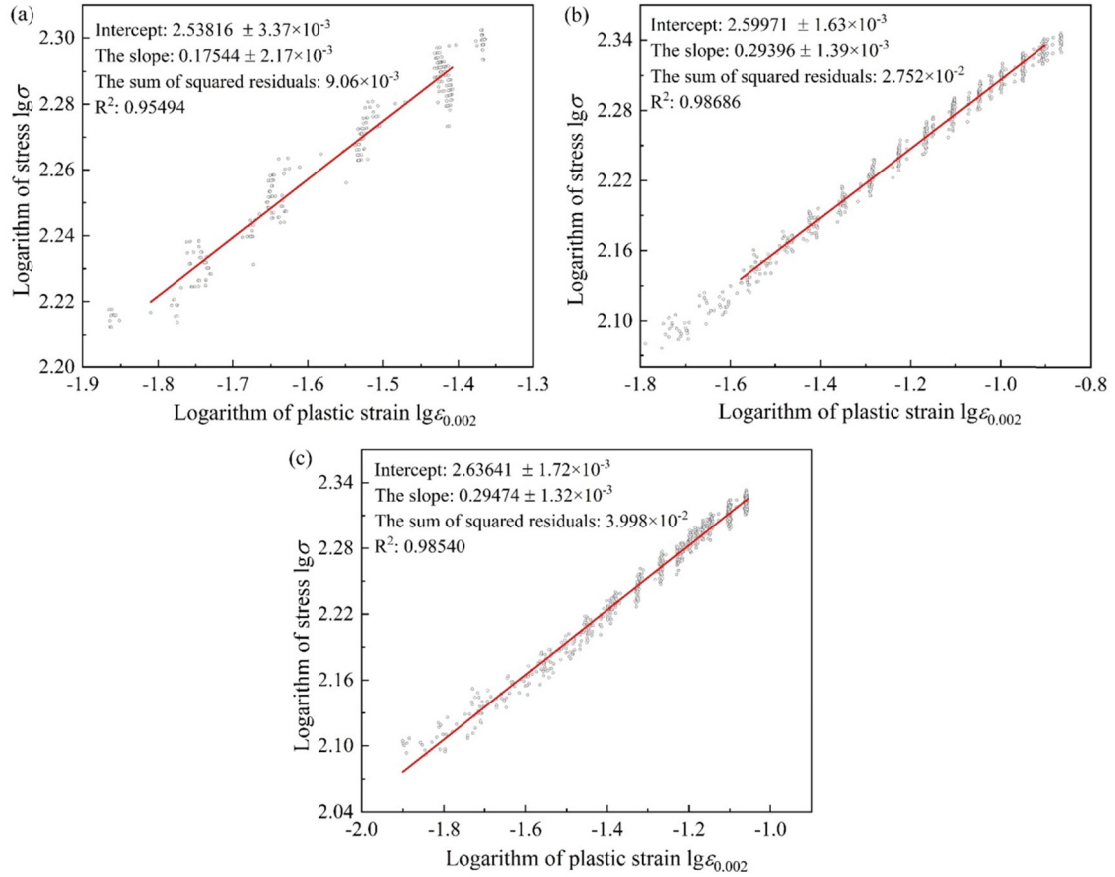 (a)
Intercept: 2.53816 ± 3.37×10⁻³
The slope: 0.17544 ± 2.17×10⁻³
The sum of squared residuals: 9.06×10⁻³
R²: 0.95494
Logarithm of stress lgσ
2.30
2.28
2.26
2.24
2.22
2.20
-1.9
-1.8
-1.7
-1.6
-1.5
-1.4
-1.3
Logarithm of plastic strain lgε₀.₀₀₂
(b)
Intercept: 2.59971 ± 1.63×10⁻³
The slope: 0.29396 ± 1.39×10⁻³
The sum of squared residuals: 2.752×10⁻²
R²: 0.98686
Logarithm of stress lgσ
2.34
2.28
2.22
2.16
2.10
-1.8
-1.6
-1.4
-1.2
-1.0
-0.8
Logarithm of plastic strain lgε₀.₀₀₂
(c)
Intercept: 2.63641 ± 1.72×10⁻³
The slope: 0.29474 ± 1.32×10⁻³
The sum of squared residuals: 3.998×10⁻²
R²: 0.98540
Logarithm of stress lgσ
2.34
2.28
2.22
2.16
2.10
2.04
-2.0
-1.8
-1.6
-1.4
-1.2
-1.0
Logarithm of plastic strain lgε₀.₀₀₂